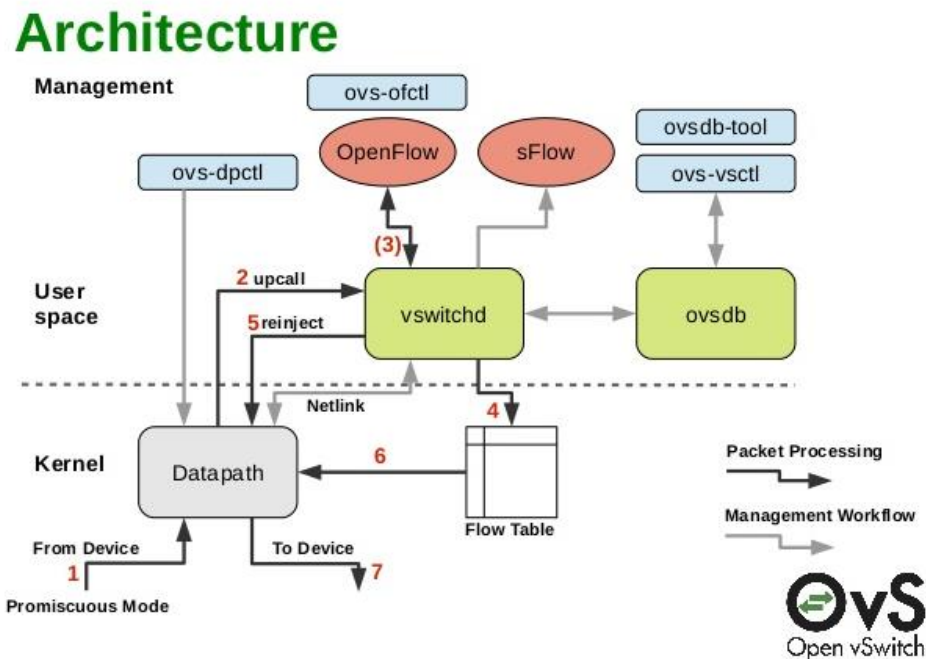 Architecture
Management
ovs-ofctl
OpenFlow
sFlow
ovsdb-tool
ovs-vsctl
ovs-dpctl
(3)
User
space
2 upcall
5 reinject
vswitchd
ovsdb
Netlink
4
Kernel
Datapath
6
Flow Table
Packet Processing
Management Workflow
From Device
1
Promiscuous Mode
To Device
7
OvS
Open vSwitch